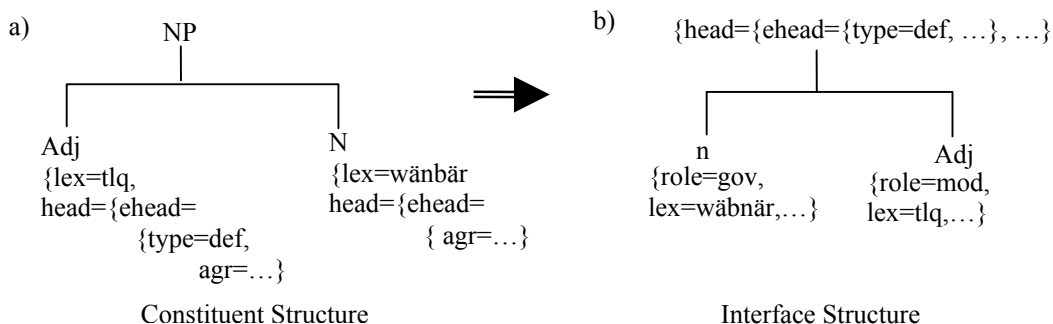 a)
NP
Adj
{lex=tlq,
head={ehead=
{type=def,
agr=…}
N
{lex=wänbär
head={ehead=
{ agr=…}
Constituent Structure
b)
{head={ehead={type=def, …}, …}
n
{role=gov,
lex=wäbnär,…}
Adj
{role=mod,
lex=tlq,…}
Interface Structure